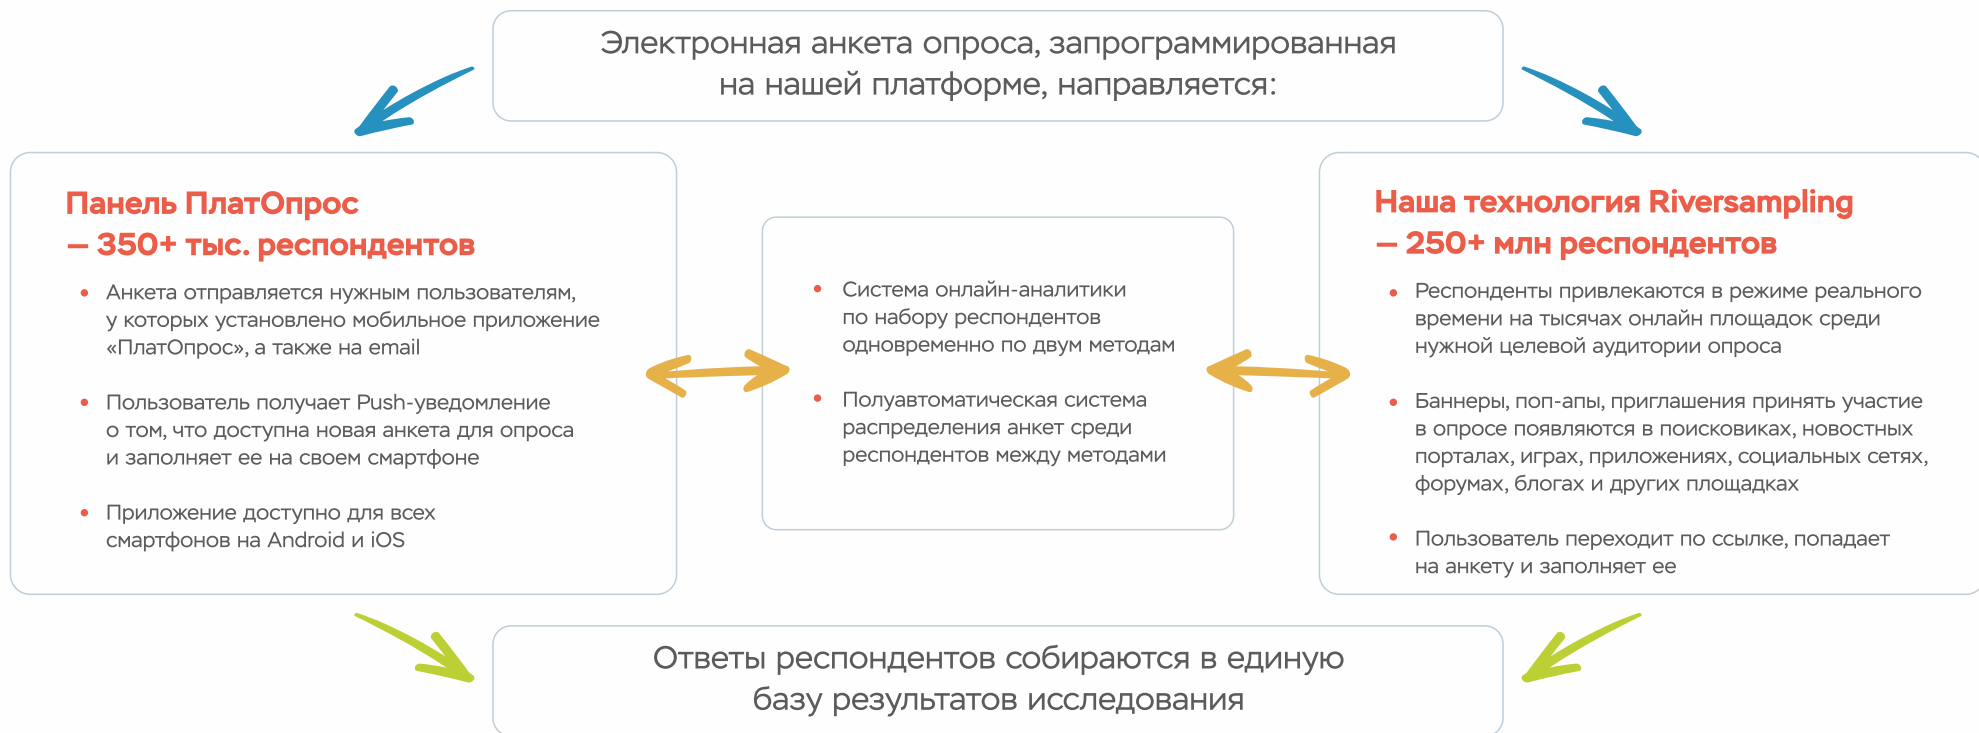 Электронная анкета опроса, запрограммированная
на нашей платформе, направляется:
Панель ПлатОпрос
– 350+ тыс. респондентов
• Анкета отправляется нужным пользователям,
у которых установлено мобильное приложение
«ПлатОпрос», а также на email
• Пользователь получает Push-уведомление
о том, что доступна новая анкета для опроса
и заполняет ее на своем смартфоне
• Приложение доступно для всех
смартфонов на Android и iOS
• Система онлайн-аналитики
по набору респондентов
одновременно по двум методам
• Полуавтоматическая система
распределения анкет среди
респондентов между методами
Наша технология Riversampling
– 250+ млн респондентов
• Респонденты привлекаются в режиме реального
времени на тысячах онлайн площадок среди
нужной целевой аудитории опроса
• Баннеры, поп-апы, приглашения принять участие
в опросе появляются в поисковиках, новостных
порталах, играх, приложениях, социальных сетях,
форумах, блогах и других площадках
• Пользователь переходит по ссылке, попадает
на анкету и заполняет ее
Ответы респондентов собираются в единую
базу результатов исследования